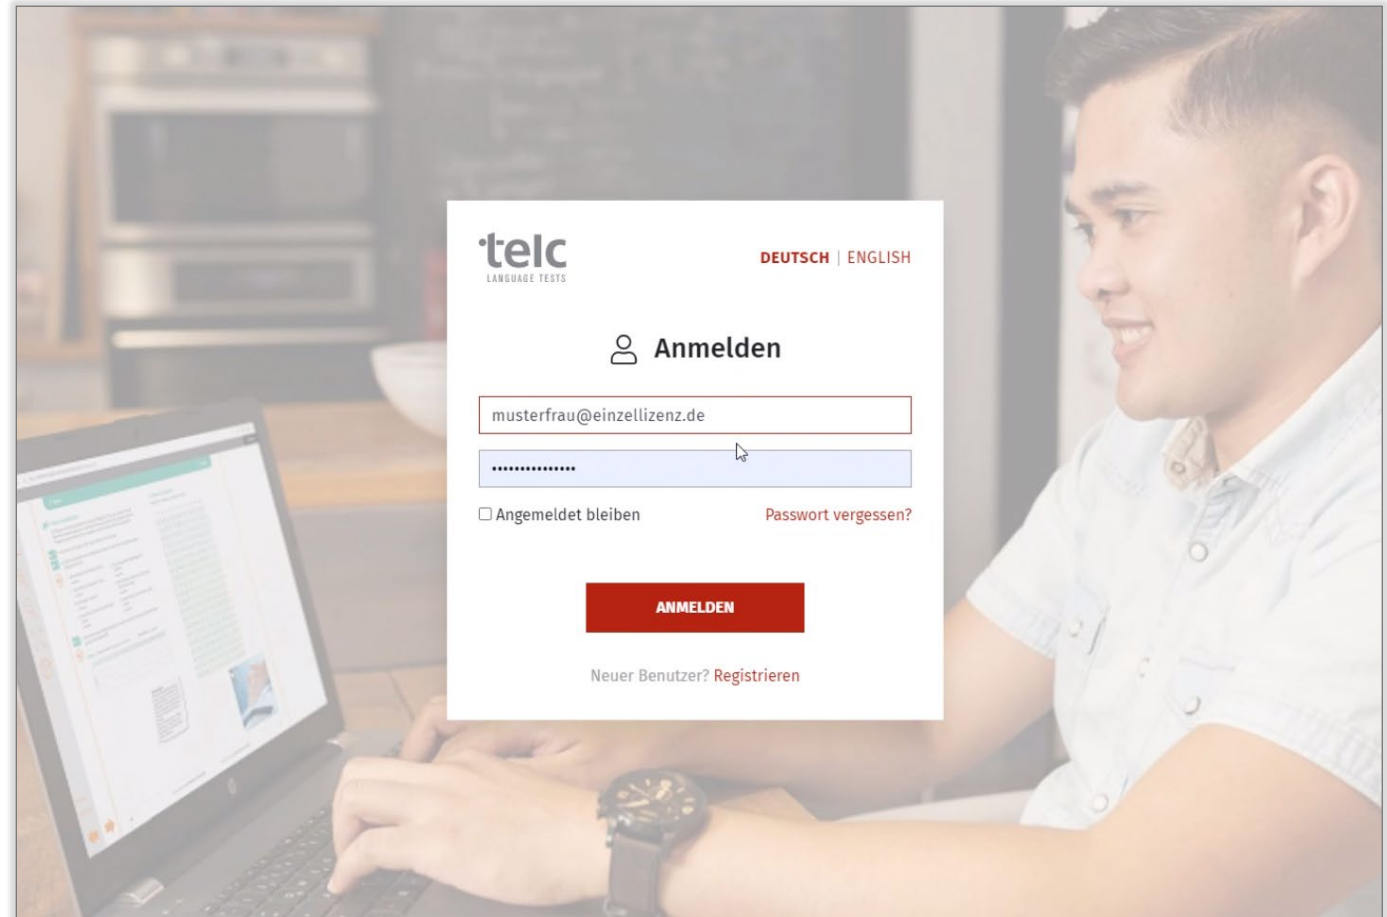 telc
LANGUAGE TESTS
DEUTSCH | ENGLISH
Anmelden
musterfrau@einzellizenz.de
•••••••••••••••
Angemeldet bleiben
Passwort vergessen?
ANMELDEN
Neuer Benutzer? Registrieren